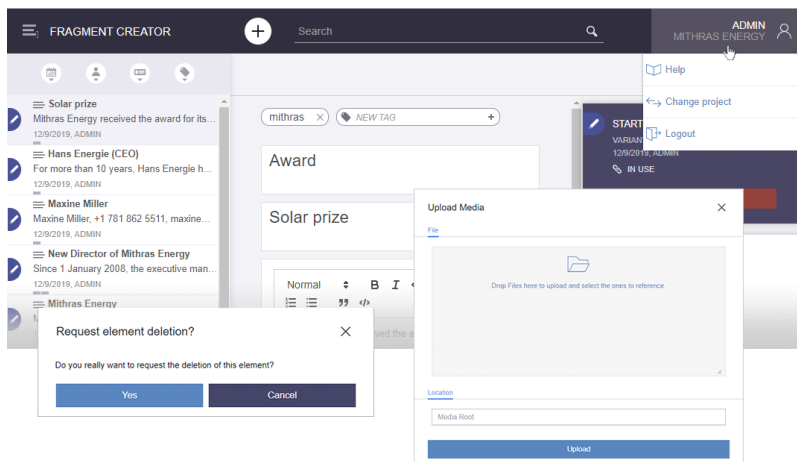 FRAGMENT CREATOR
Search
ADMIN
MITHRAS ENERGY
Help
Change project
Logout
Solar prize
Mithras Energy received the award for its...
12/9/2019, ADMIN
Hans Energie (CEO)
For more than 10 years, Hans Energie h...
12/9/2019, ADMIN
Maxine Miller
Maxine Miller, +1 781 862 5511, maxine...
12/9/2019, ADMIN
New Director of Mithras Energy
Since 1 January 2008, the executive man...
12/9/2019, ADMIN
Mithras Energy
mithras
NEW TAG
Award
Solar prize
Normal
B I
ved the a
START
VARIAN
12/9/2019, ADMIN
IN USE
Request element deletion?
Do you really want to request the deletion of this element?
Yes
Cancel
Upload Media
File
Drop Files here to upload and select the ones to reference.
Location
Media Root
Upload